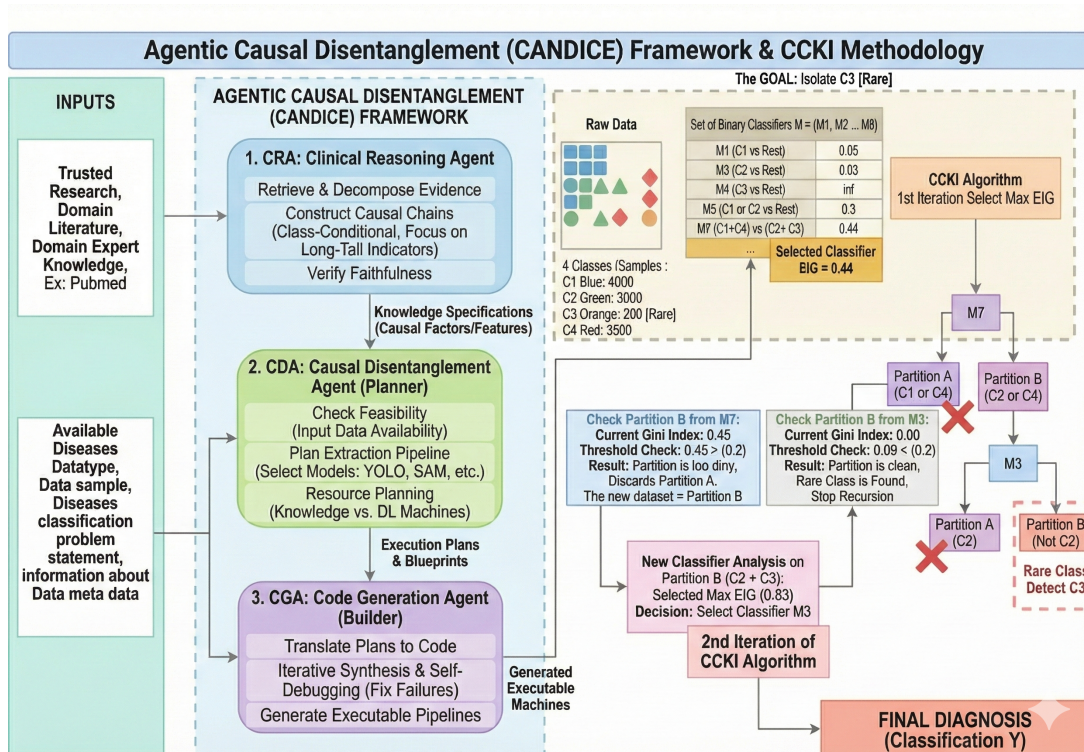 Agentic Causal Disentanglement (CANDICE) Framework & CCKI Methodology
INPUTS
Trusted
Research,
Domain
Literature,
Domain Expert
Knowledge,
Ex: Pubmed
Available
Diseases
Datatype,
Data sample,
Diseases
classification
problem
statement,
information about
Data meta data
AGENTIC CAUSAL DISENTANGLEMENT
(CANDICE) FRAMEWORK
1. CRA: Clinical Reasoning Agent
Retrieve & Decompose Evidence
Construct Causal Chains
(Class-Conditional, Focus on
Long-Tall Indicators)
Verify Faithfulness
Knowledge Specifications
(Causal Factors/Features)
2. CDA: Causal Disentanglement
Agent (Planner)
Check Feasibility
(Input Data Availability)
Plan Extraction Pipeline
(Select Models: YOLO, SAM, etc.)
Resource Planning
(Knowledge vs. DL Machines)
Execution Plans
& Blueprints
3. CGA: Code Generation Agent
(Builder)
Translate Plans to Code
Iterative Synthesis & Self-
Debugging (Fix Failures)
Generate Executable Pipelines
Generated
Executable
Machines
The GOAL: Isolate C3 [Rare]
Raw Data
4 Classes /Samples :
C1 Blue: 4000
C2 Green: 3000
C3 Orange: 200 [Rare]
C4 Red: 3500
Set of Binary Classifiers M = (M1, M2 ... M8)
M1 (C1 vs Rest) 0.05
M3 (C2 vs Rest) 0.03
M4 (C3 vs Rest) inf
M5 (C1 or C2 vs Rest) 0.3
M7 (C1+C4) vs (C2+ C3) 0.44
...
Selected Classifier
EIG = 0.44
CCKI Algorithm
1st Iteration Select Max EIG
M7
Partition A
(C1 or C4)
Partition B
(C2 or C4)
M3
Partition A
(C2)
Partition B
(Not C2)
Rare Clas
Detect C3
Check Partition B from M7:
Current Gini Index: 0.45
Threshold Check: 0.45 > (0.2)
Result: Partition is loo diny,
Discards Partition A.
The new dataset = Partition B
Check Partition B from M3:
Current Gini Index: 0.00
Threshold Check: 0.09 < (0.2)
Result: Partition is clean,
Rare Class is Found,
Stop Recursion
New Classifier Analysis on
Partition B (C2 + C3):
Selected Max EIG (0.83)
Decision: Select Classifier M3
2nd Iteration of
CCKI Algorithm
FINAL DIAGNOSIS
(Classification Y)